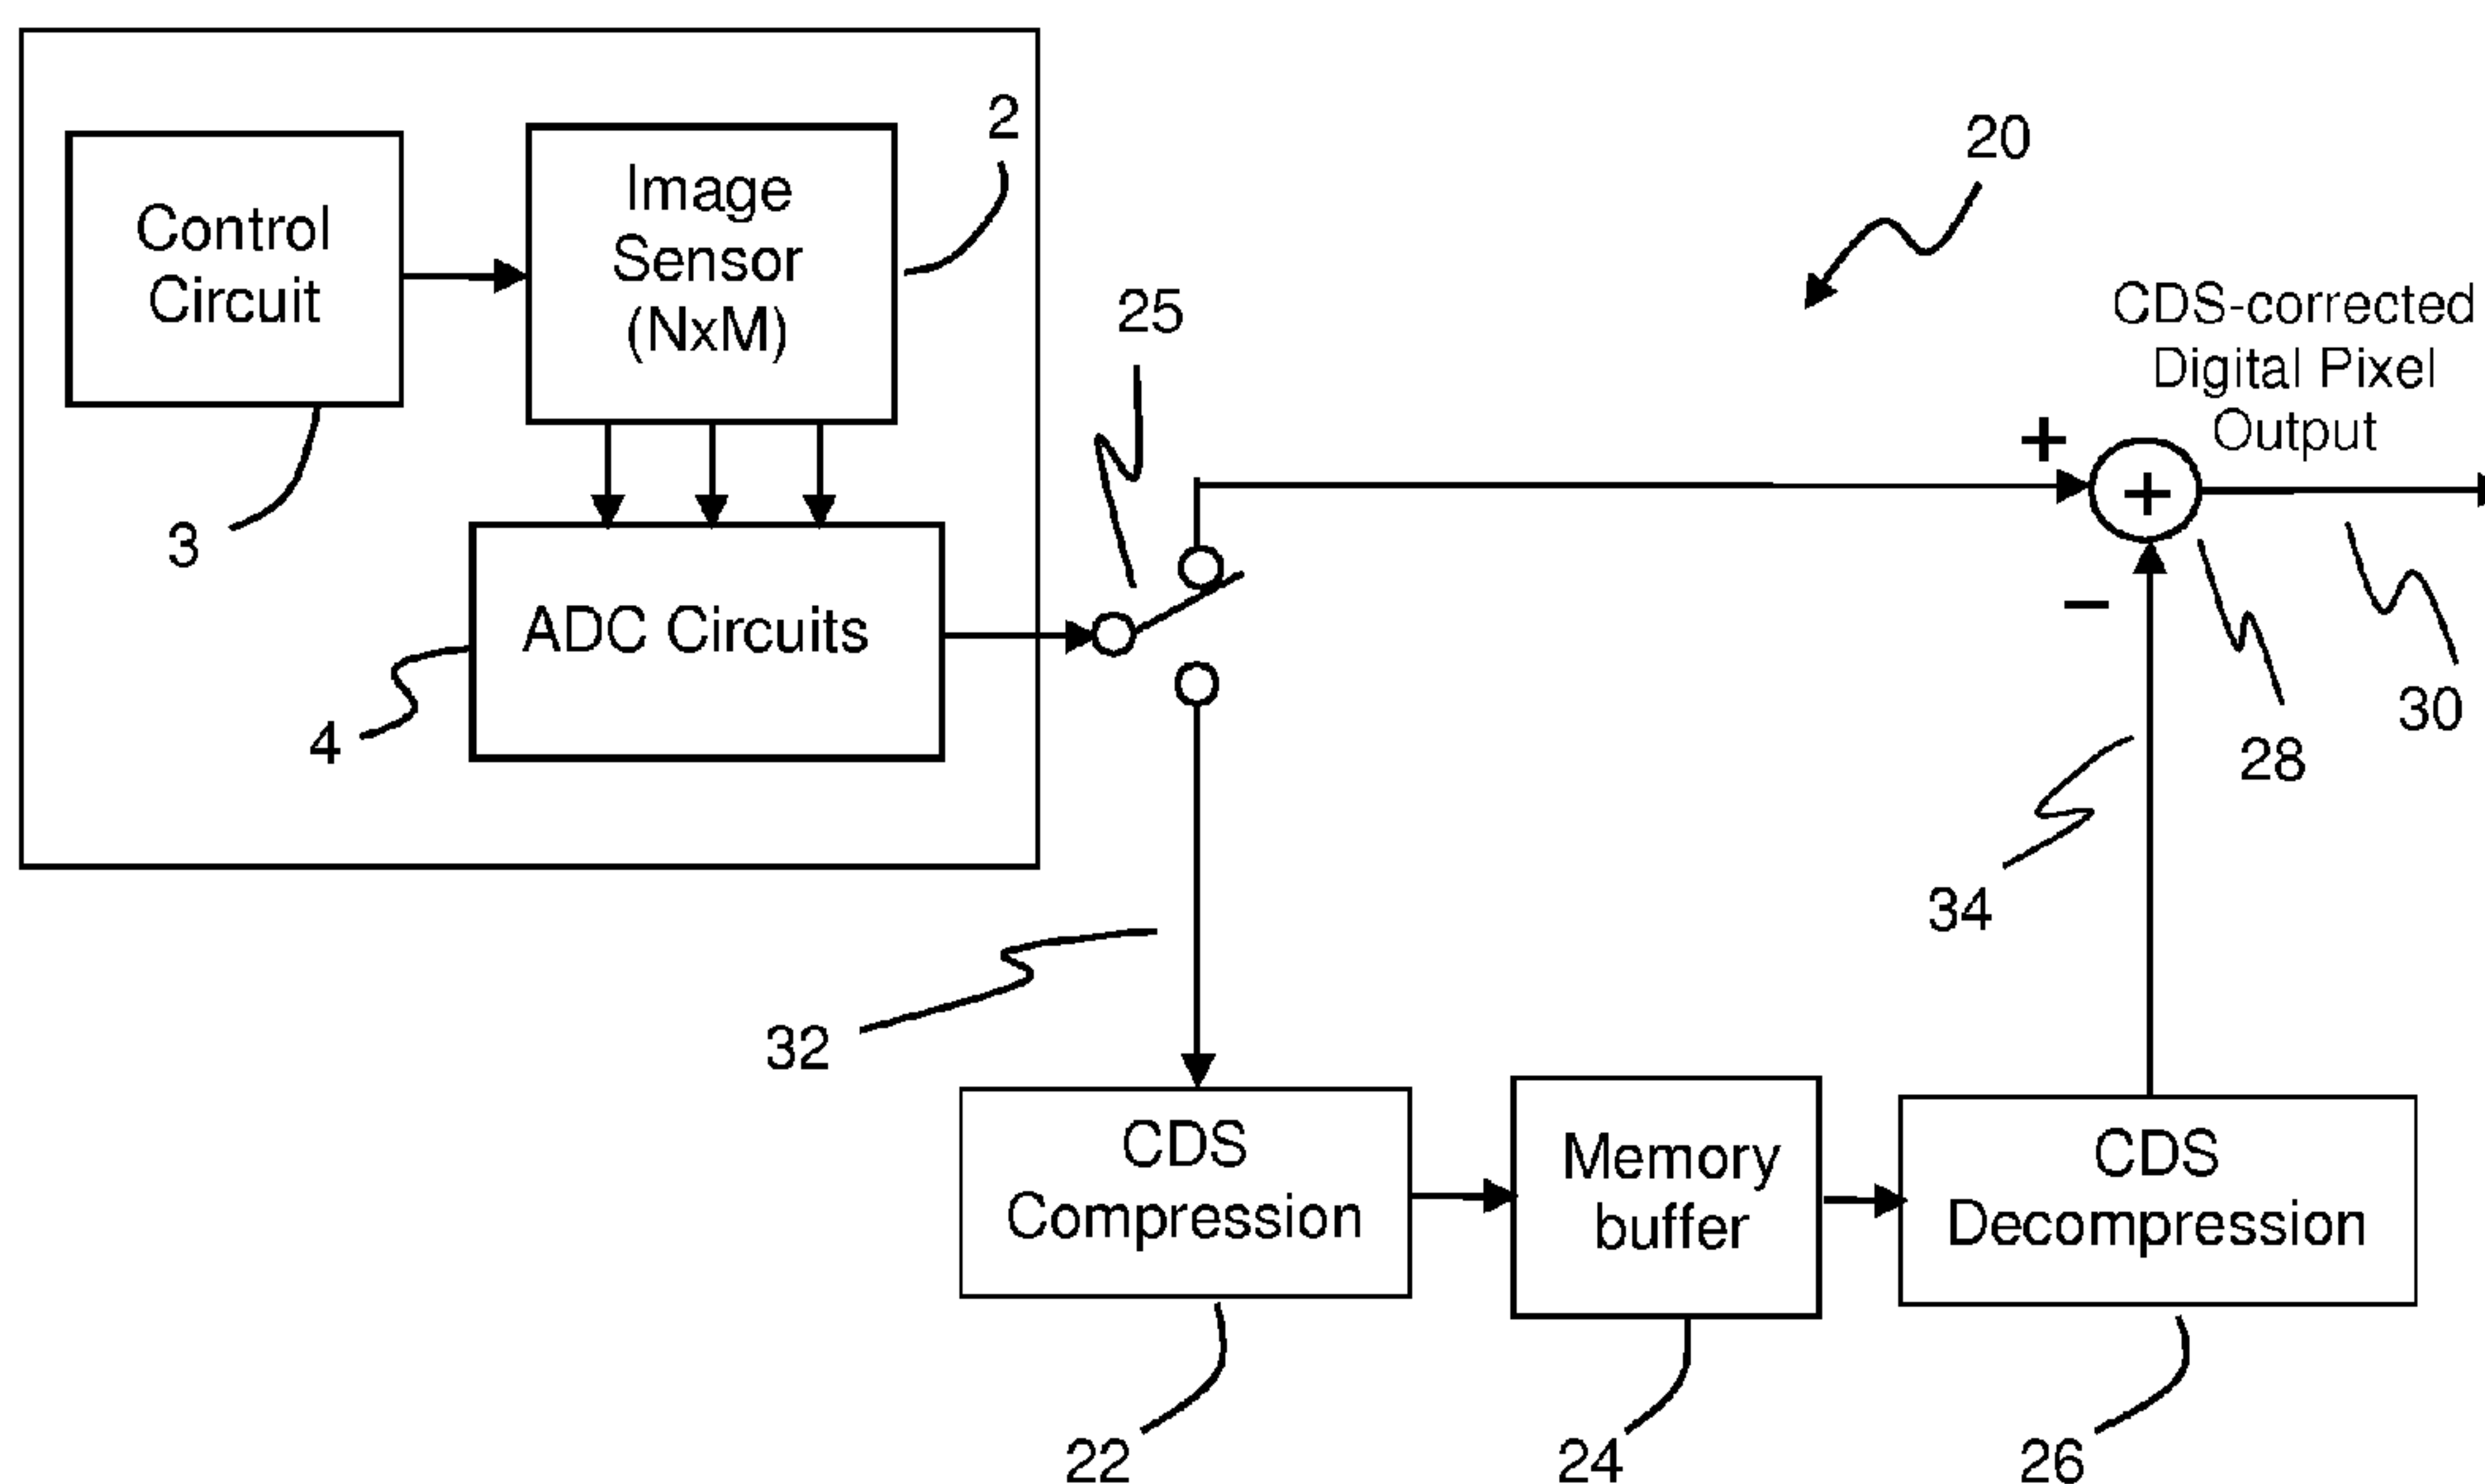 2
20
Control
Circuit
Image
Sensor
(NxM)
25
CDS-corrected
Digital Pixel
Output
+
+
3
ADC Circuits
−
4
30
28
34
32
CDS
Compression
Memory
buffer
CDS
Decompression
22
24
26